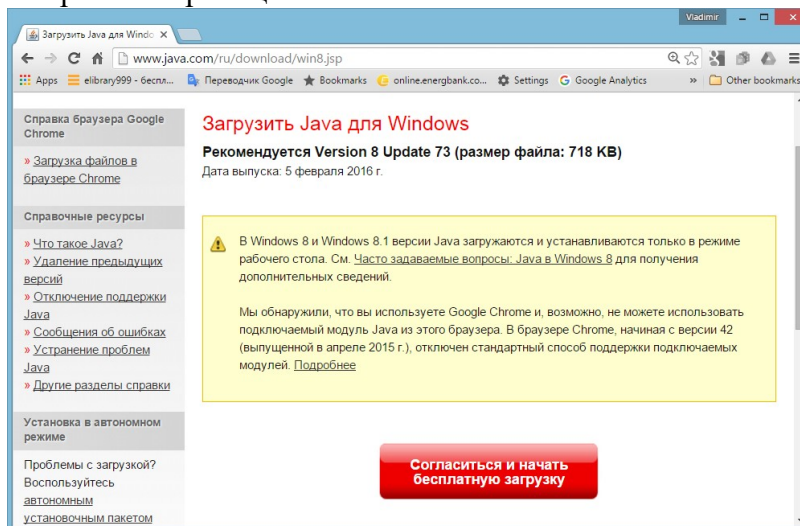 Vladimir
Загрузить Java для Windo
www.java.com/ru/download/win8.jsp
Apps elibrary999 - беспл... Переводчик Google Bookmarks online.energbank.co... Settings Google Analytics » Other bookmarks
Справка браузера Google
Chrome
» Загрузка файлов в
браузере Chrome
Справочные ресурсы
» Что такое Java?
» Удаление предыдущих
версий
» Отключение поддержки
Java
» Сообщения об ошибках
» Устранение проблем
Java
» Другие разделы справки
Установка в автономном
режиме
Проблемы с загрузкой?
Воспользуйтесь
автономным
установочным пакетом
Загрузить Java для Windows
Рекомендуется Version 8 Update 73 (размер файла: 718 KB)
Дата выпуска: 5 февраля 2016 г.
В Windows 8 и Windows 8.1 версии Java загружаются и устанавливаются только в режиме
рабочего стола. См. Часто задаваемые вопросы: Java в Windows 8 для получения
дополнительных сведений.
Мы обнаружили, что вы используете Google Chrome и, возможно, не можете использовать
подключаемый модуль Java из этого браузера. В браузере Chrome, начиная с версии 42
(выпущенной в апреле 2015 г.), отключен стандартный способ поддержки подключаемых
модулей. Подробнее
Согласиться и начать
бесплатную загрузку